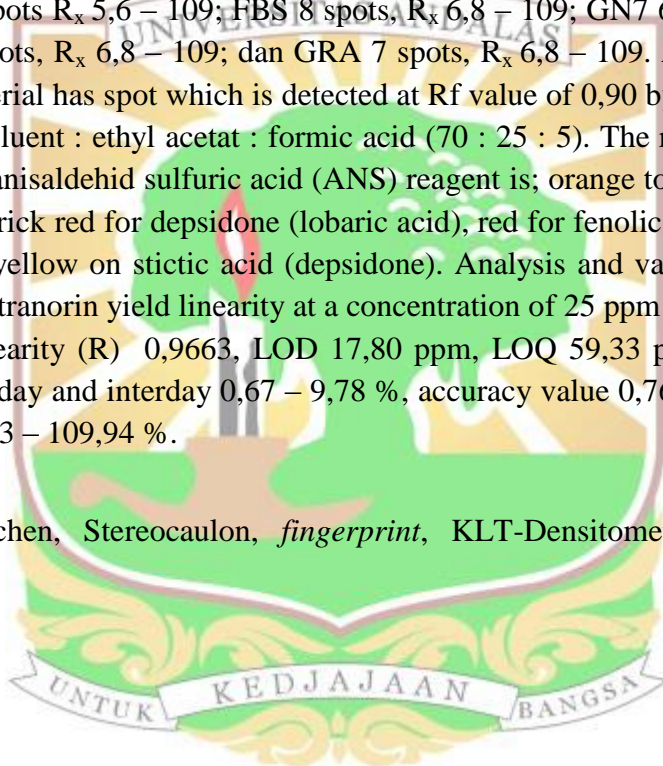 pots Rx 5,6 – 109; FBS 8 spots, Rx 6,8 – 109; GN7
UNIVERSITAS ANDALAS
ots, Rx 6,8 – 109; dan GRA 7 spots, Rx 6,8 – 109.
erial has spot which is detected at Rf value of 0,90
luent : ethyl acetat : formic acid (70 : 25 : 5). The
anisaldehid sulfuric acid (ANS) reagent is; orange to
rick red for depsidone (lobaric acid), red for fenolic
yellow on stictic acid (depsidone). Analysis and va
tranorin yield linearity at a concentration of 25 ppm
earity (R) 0,9663, LOD 17,80 ppm, LOQ 59,33 p
day and interday 0,67 – 9,78 %, accuracy value 0,7
3 – 109,94 %.
chen, Stereocaulon, fingerprint, KLT-Densitome
UNTUK KEDJAJAAN BANGSA